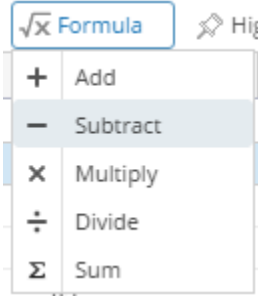 √x Formula
+ Add
− Subtract
× Multiply
÷ Divide
Σ Sum